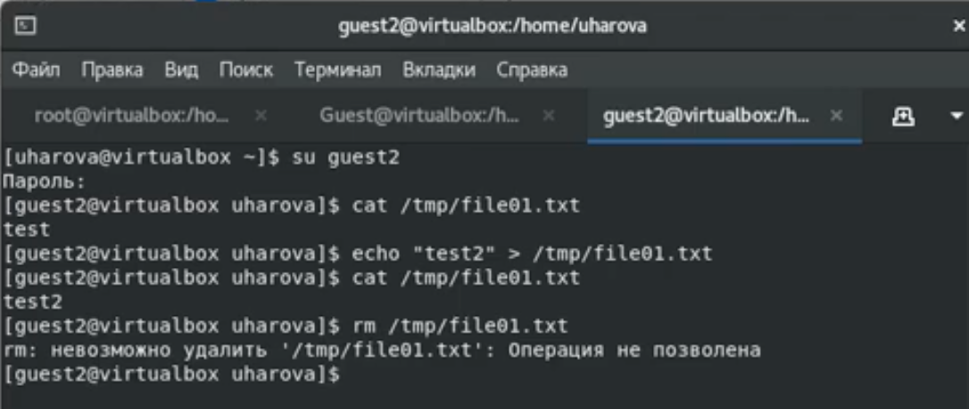 guest2@virtualbox:/home/uharova
Файл Правка Вид Поиск Терминал Вкладки Справка
root@virtualbox:/ho... Guest@virtualbox:/h... guest2@virtualbox:/h...
[uharova@virtualbox ~]$ su guest2
Пароль:
[guest2@virtualbox uharova]$ cat /tmp/file01.txt
test
[guest2@virtualbox uharova]$ echo "test2" > /tmp/file01.txt
[guest2@virtualbox uharova]$ cat /tmp/file01.txt
test2
[guest2@virtualbox uharova]$ rm /tmp/file01.txt
rm: невозможно удалить '/tmp/file01.txt': Операция не позволена
[guest2@virtualbox uharova]$